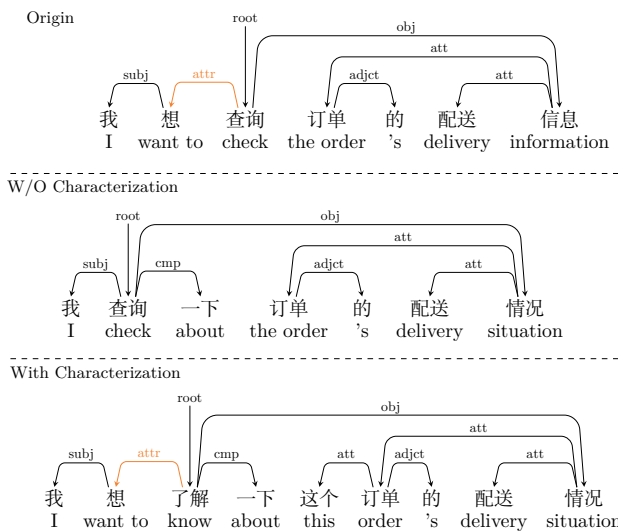 Origin
root
obj
att
subj
attr
adjct
att
我 想 查询 订单 的 配送 信息
I want to check the order 's delivery information
W/O Characterization
root
obj
att
subj
cmp
adjct
att
我 查询 一下 订单 的 配送 情况
I check about the order 's delivery situation
With Characterization
root
obj
att
subj
attr
cmp
att
adjct
att
我 想 了解 一下 这个 订单 的 配送 情况
I want to know about this order 's delivery situation